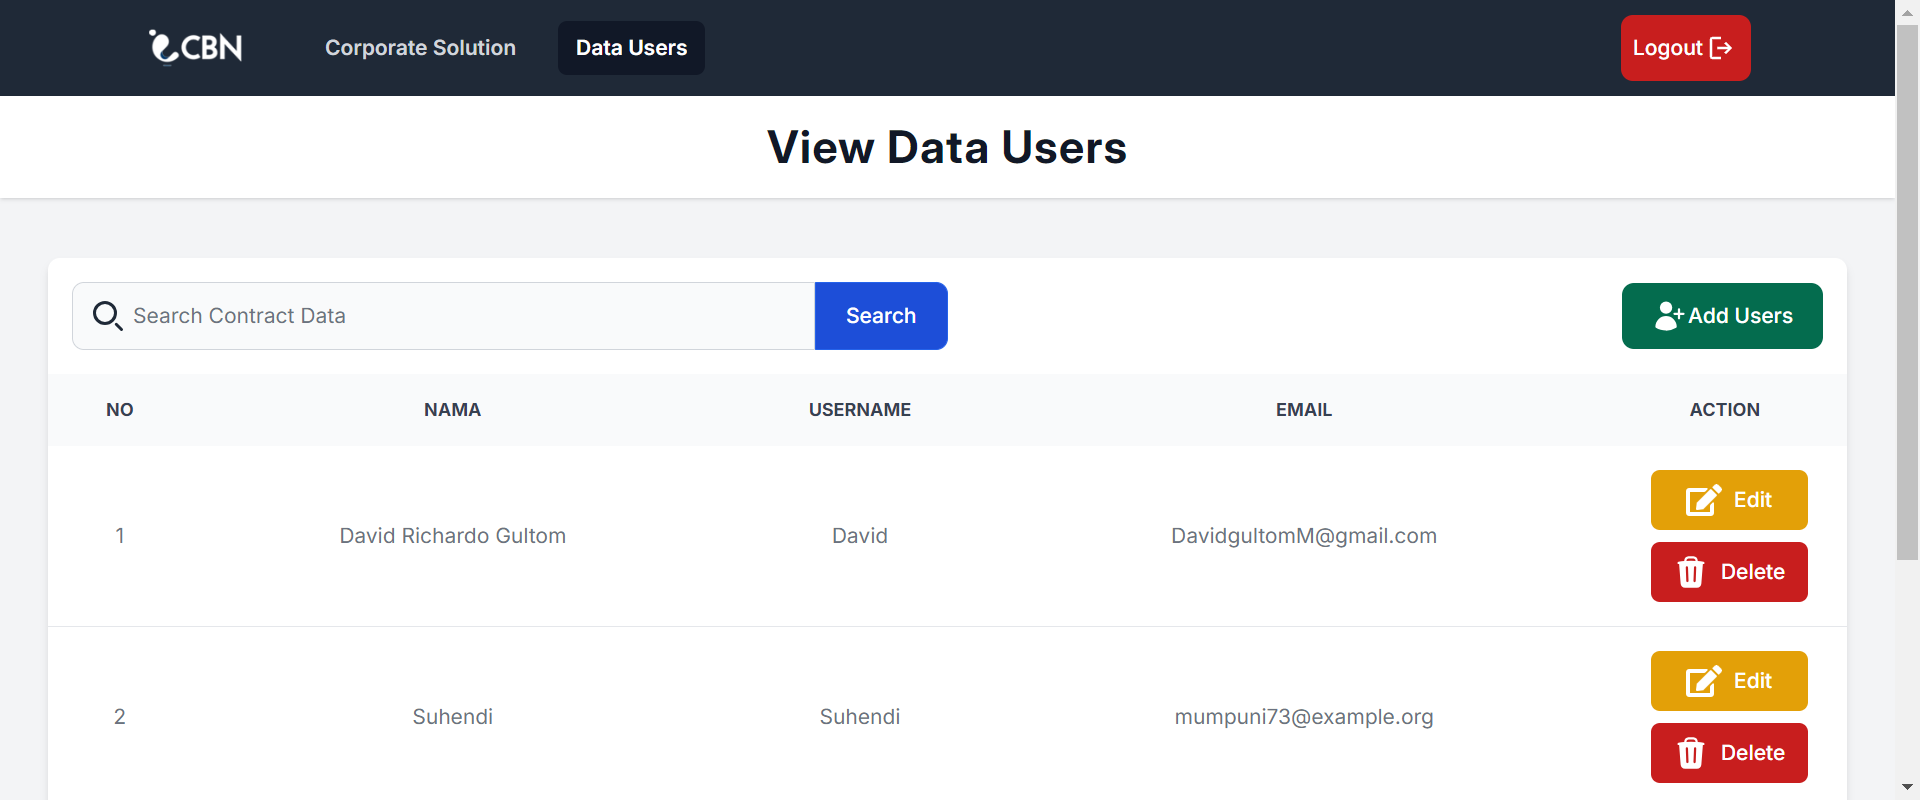 CBN Corporate Solution Data Users Logout
View Data Users
Search Contract Data Search Add Users
NO NAMA USERNAME EMAIL ACTION
1 David Richardo Gultom David DavidgultomM@gmail.com Edit
Delete
2 Suhendi Suhendi mumpuni73@example.org Edit
Delete